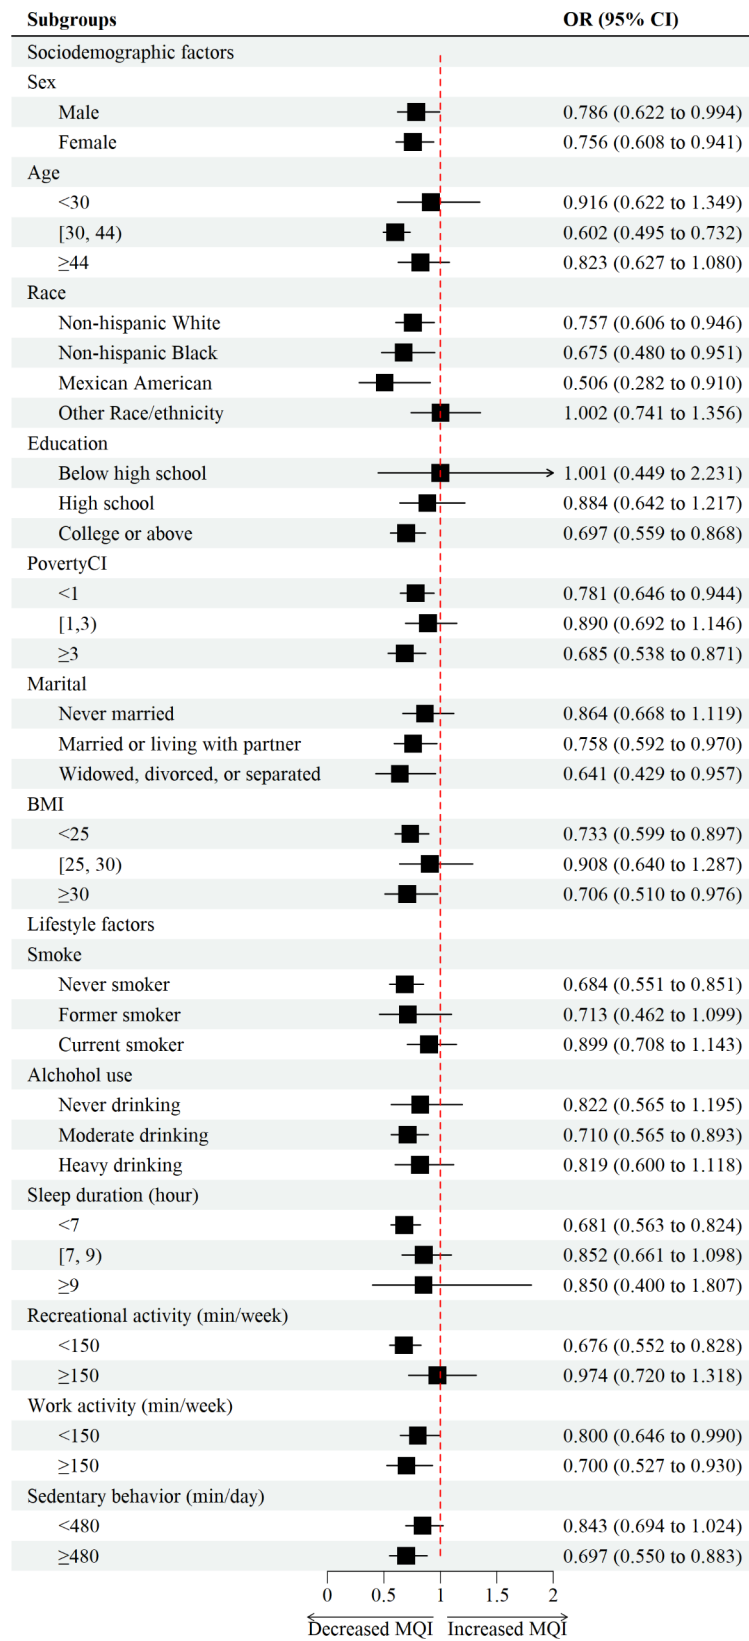 Subgroups OR (95% CI)
Sociodemographic factors
Sex
Male 0.786 (0.622 to 0.994)
Female 0.756 (0.608 to 0.941)
Age
<30 0.916 (0.622 to 1.349)
[30, 44) 0.602 (0.495 to 0.732)
≥44 0.823 (0.627 to 1.080)
Race
Non-hispanic White 0.757 (0.606 to 0.946)
Non-hispanic Black 0.675 (0.480 to 0.951)
Mexican American 0.506 (0.282 to 0.910)
Other Race/ethnicity 1.002 (0.741 to 1.356)
Education
Below high school 1.001 (0.449 to 2.231)
High school 0.884 (0.642 to 1.217)
College or above 0.697 (0.559 to 0.868)
PovertyCI
<1 0.781 (0.646 to 0.944)
[1,3) 0.890 (0.692 to 1.146)
≥3 0.685 (0.538 to 0.871)
Marital
Never married 0.864 (0.668 to 1.119)
Married or living with partner 0.758 (0.592 to 0.970)
Widowed, divorced, or separated 0.641 (0.429 to 0.957)
BMI
<25 0.733 (0.599 to 0.897)
[25, 30) 0.908 (0.640 to 1.287)
≥30 0.706 (0.510 to 0.976)
Lifestyle factors
Smoke
Never smoker 0.684 (0.551 to 0.851)
Former smoker 0.713 (0.462 to 1.099)
Current smoker 0.899 (0.708 to 1.143)
Alchohol use
Never drinking 0.822 (0.565 to 1.195)
Moderate drinking 0.710 (0.565 to 0.893)
Heavy drinking 0.819 (0.600 to 1.118)
Sleep duration (hour)
<7 0.681 (0.563 to 0.824)
[7, 9) 0.852 (0.661 to 1.098)
≥9 0.850 (0.400 to 1.807)
Recreational activity (min/week)
<150 0.676 (0.552 to 0.828)
≥150 0.974 (0.720 to 1.318)
Work activity (min/week)
<150 0.800 (0.646 to 0.990)
≥150 0.700 (0.527 to 0.930)
Sedentary behavior (min/day)
<480 0.843 (0.694 to 1.024)
≥480 0.697 (0.550 to 0.883)
0 0.5 1 1.5 2
Decreased MQI Increased MQI